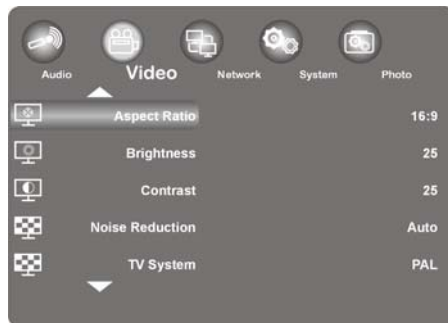 Audio Video Network System Photo
Aspect Ratio 16:9
Brightness 25
Contrast 25
Noise Reduction Auto
TV System PAL